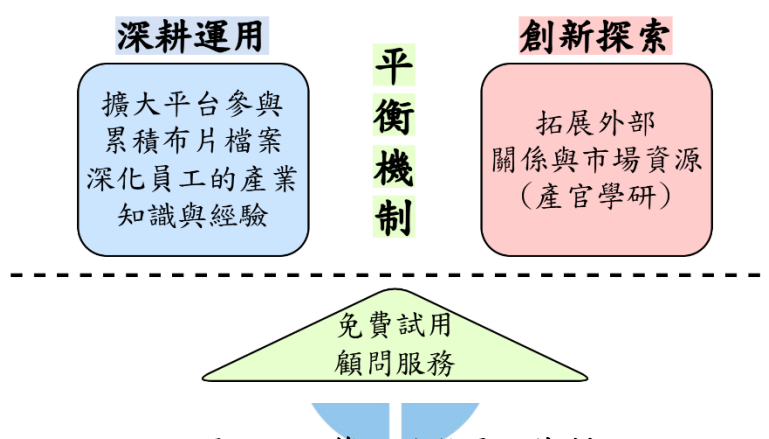 深耕運用
擴大平台參與
累積布片檔案
深化員工的產業
知識與經驗
平
衡
機
制
創新探索
拓展外部
關係與市場資源
（產官學研）
免費試用
顧問服務